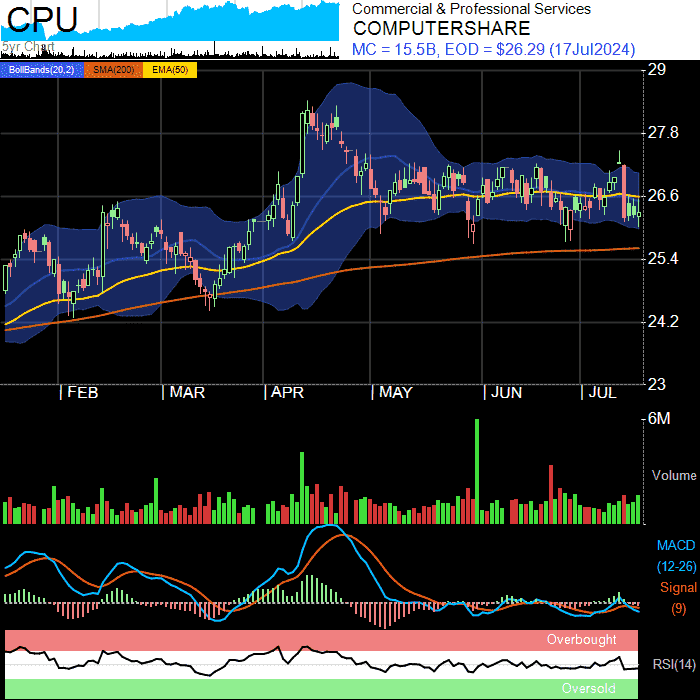 CPU
5yr Chart
Commercial & Professional Services
COMPUTERSHARE
MC = 15.5B, EOD = $26.29 (17Jul2024)
BollBands(20,2) SMA(200) EMA(50)
29
27.8
26.6
25.4
24.2
23
FEB MAR APR MAY JUN JUL
6M
Volume
MACD
(12-26)
Signal
(9)
Overbought
RSI(14)
Oversold